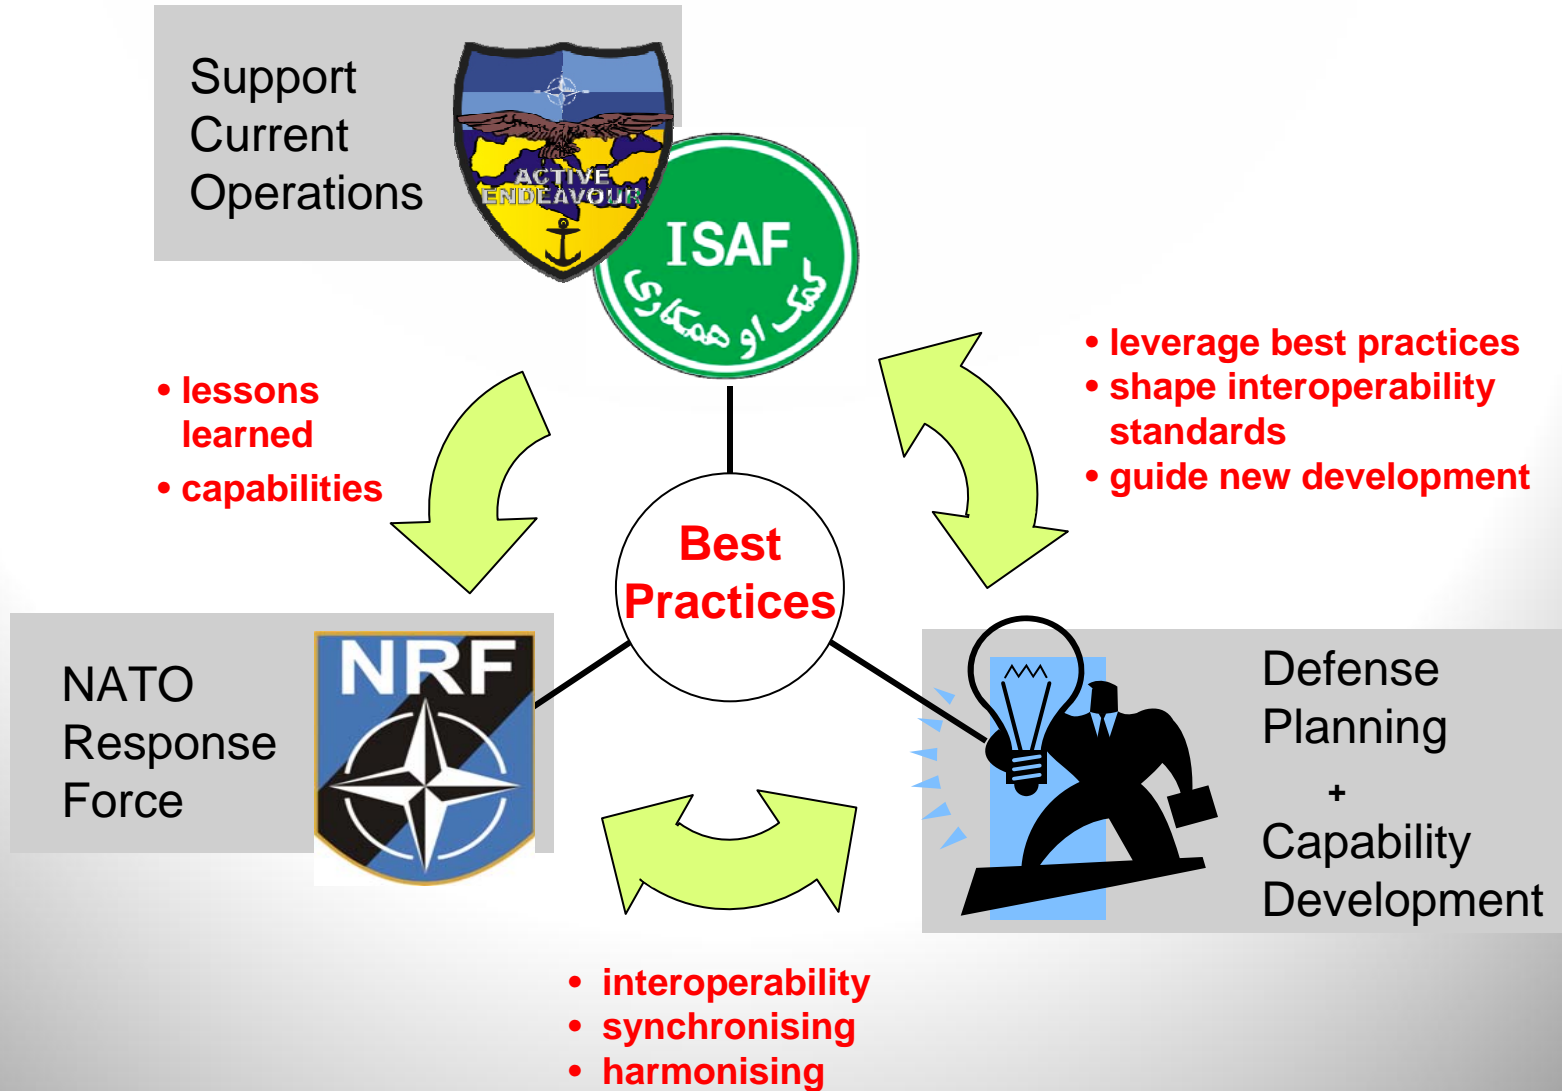 Support
Current
Operations
ACTIVE
ENDEAVOUR
ISAF
کمک او همکاری
• lessons
learned
• capabilities
• leverage best practices
• shape interoperability
standards
• guide new development
Best
Practices
NATO
Response
Force
NRF
Defense
Planning
+
Capability
Development
• interoperability
• synchronising
• harmonising